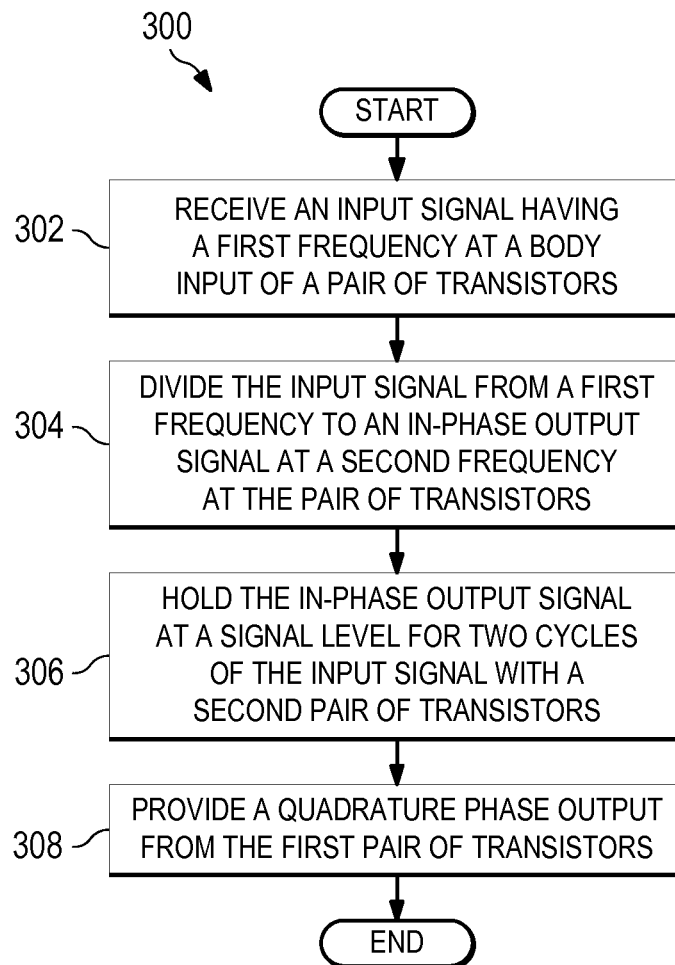 300
START
302
RECEIVE AN INPUT SIGNAL HAVING
A FIRST FREQUENCY AT A BODY
INPUT OF A PAIR OF TRANSISTORS
304
DIVIDE THE INPUT SIGNAL FROM A FIRST
FREQUENCY TO AN IN-PHASE OUTPUT
SIGNAL AT A SECOND FREQUENCY
AT THE PAIR OF TRANSISTORS
306
HOLD THE IN-PHASE OUTPUT SIGNAL
AT A SIGNAL LEVEL FOR TWO CYCLES
OF THE INPUT SIGNAL WITH A
SECOND PAIR OF TRANSISTORS
308
PROVIDE A QUADRATURE PHASE OUTPUT
FROM THE FIRST PAIR OF TRANSISTORS
END